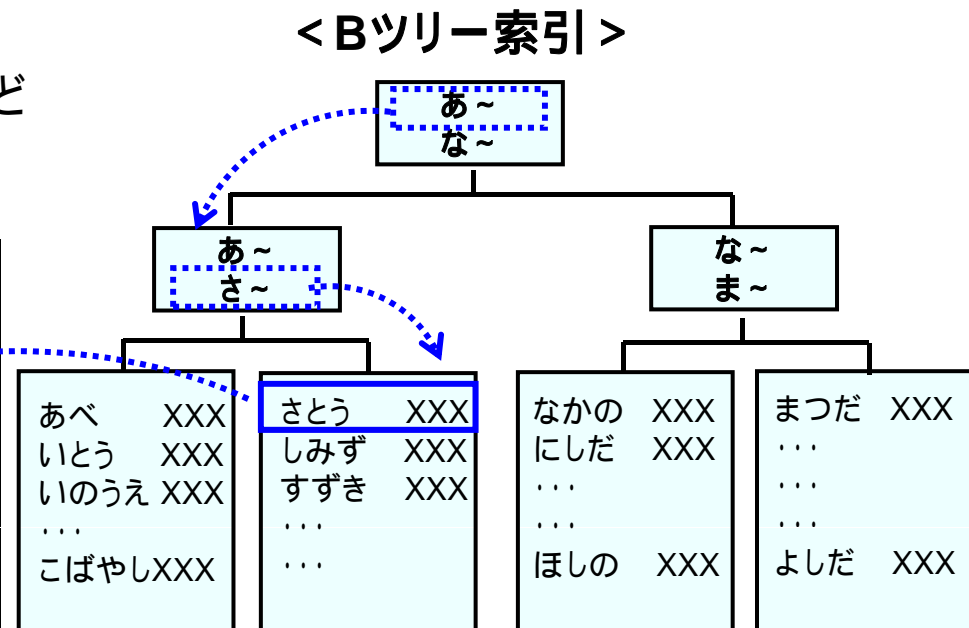 <Bツリー索引>
ど
あ~
な~
あ~
さ~
な~
ま~
あべ XXX
いとう XXX
いのうえ XXX
...
こばやしXXX
さとう XXX
しみず XXX
すずき XXX
...
...
なかの XXX
にしだ XXX
...
...
ほしの XXX
まつだ XXX
...
...
...
よしだ XXX